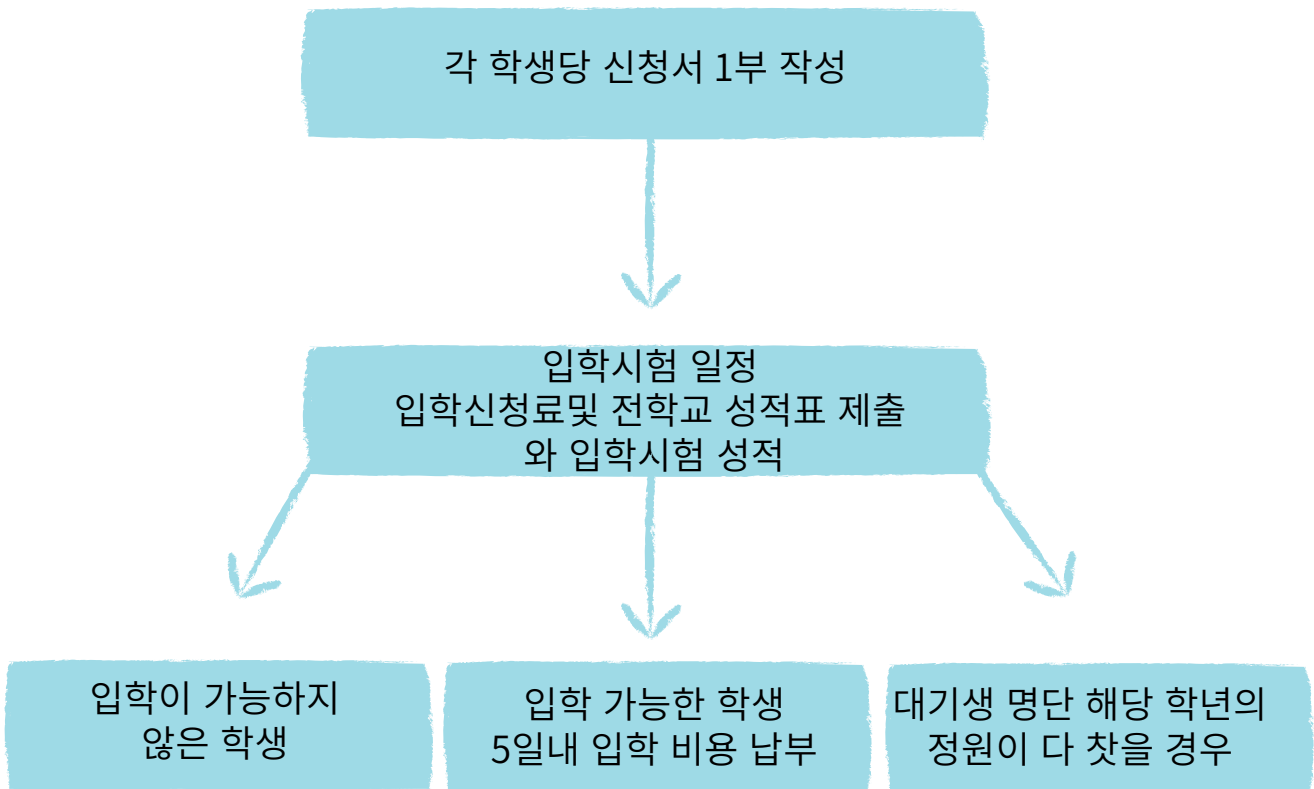 각 학생당 신청서 1부 작성
입학시험 일정
입학신청료및 전학교 성적표 제출
와 입학시험 성적
입학이 가능하지
않은 학생
입학 가능한 학생
5일내 입학 비용 납부
대기생 명단 해당 학년의
정원이 다 찻을 경우